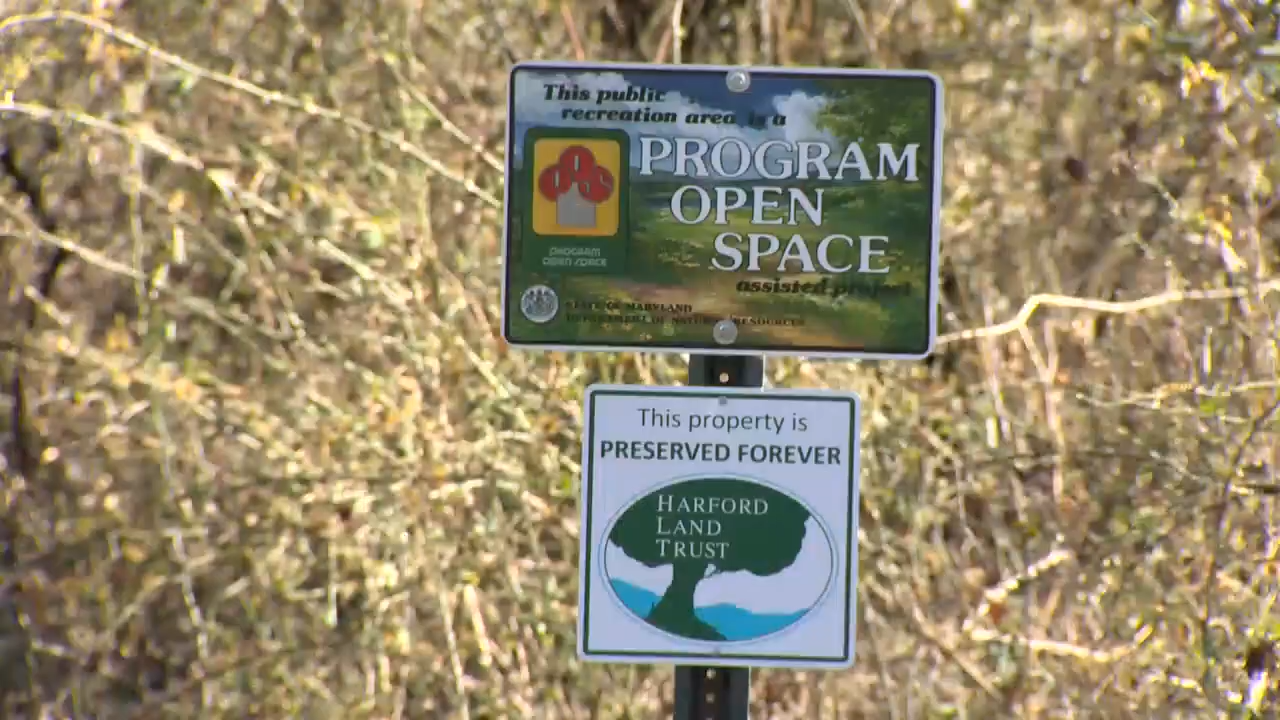 This public
recreation area is a
PROGRAM
OPEN
SPACE
assisted project
POS
PROGRAM
OPEN SPACE
STATE OF MARYLAND
DEPARTMENT OF NATURAL RESOURCES
This property is
PRESERVED FOREVER
HARFORD
LAND
TRUST